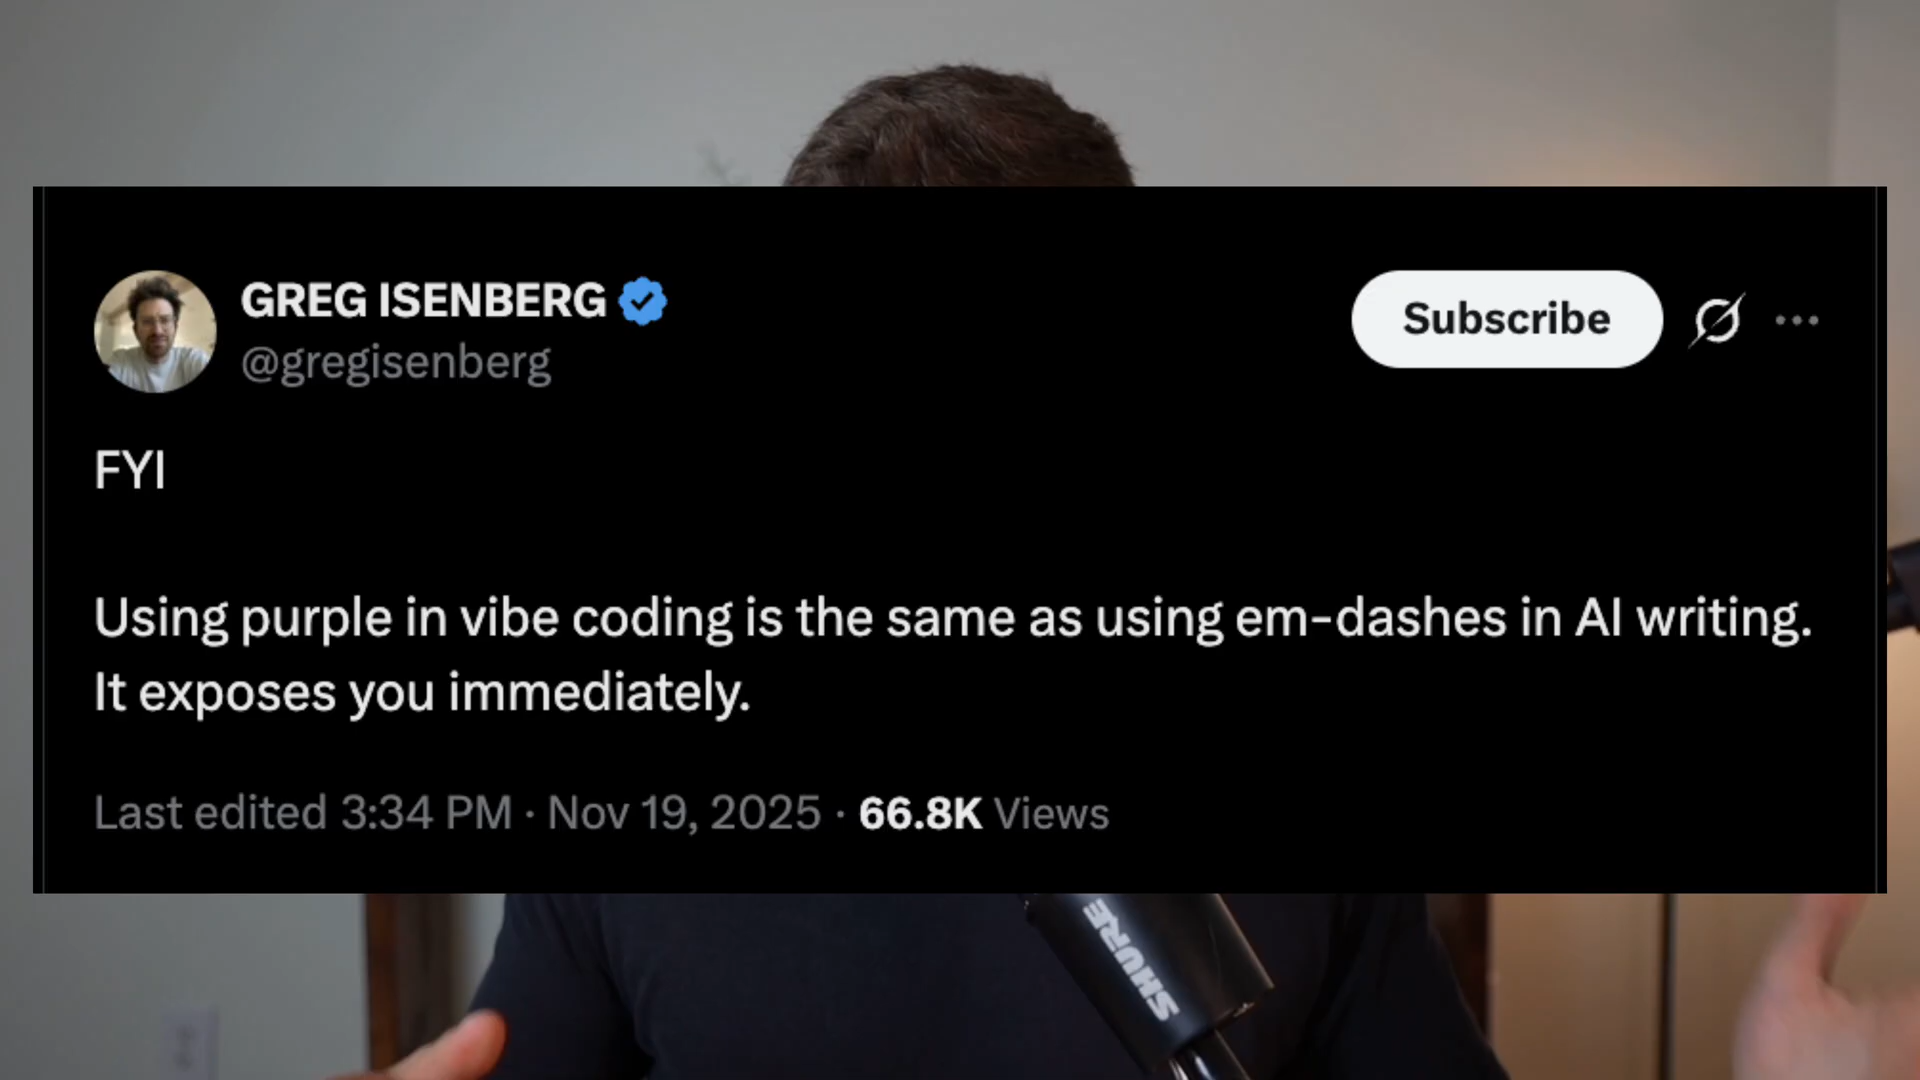 GREG ISENBERG
@gregisenberg
Subscribe
FYI
Using purple in vibe coding is the same as using em-dashes in AI writing.
It exposes you immediately.
Last edited 3:34 PM · Nov 19, 2025 · 66.8K Views
SHURE